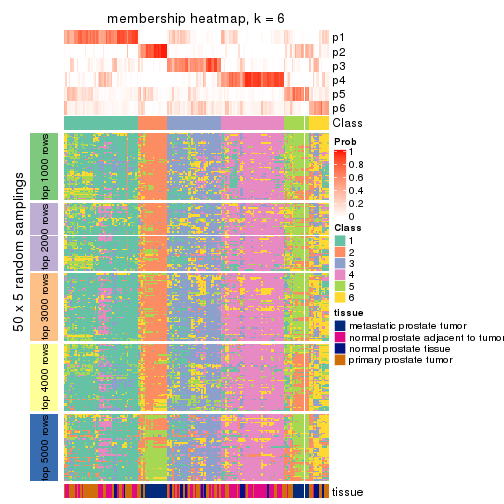 membership heatmap, k = 6
p1
p2
p3
p4
p5
p6
Class
50 x 5 random samplings
top 1000 rows
top 2000 rows
top 3000 rows
top 4000 rows
top 5000 rows
Prob
1
0.8
0.6
0.4
0.2
0
Class
1
2
3
4
5
6
tissue
metastatic prostate tumor
normal prostate adjacent to tumor
normal prostate tissue
primary prostate tumor
tissue